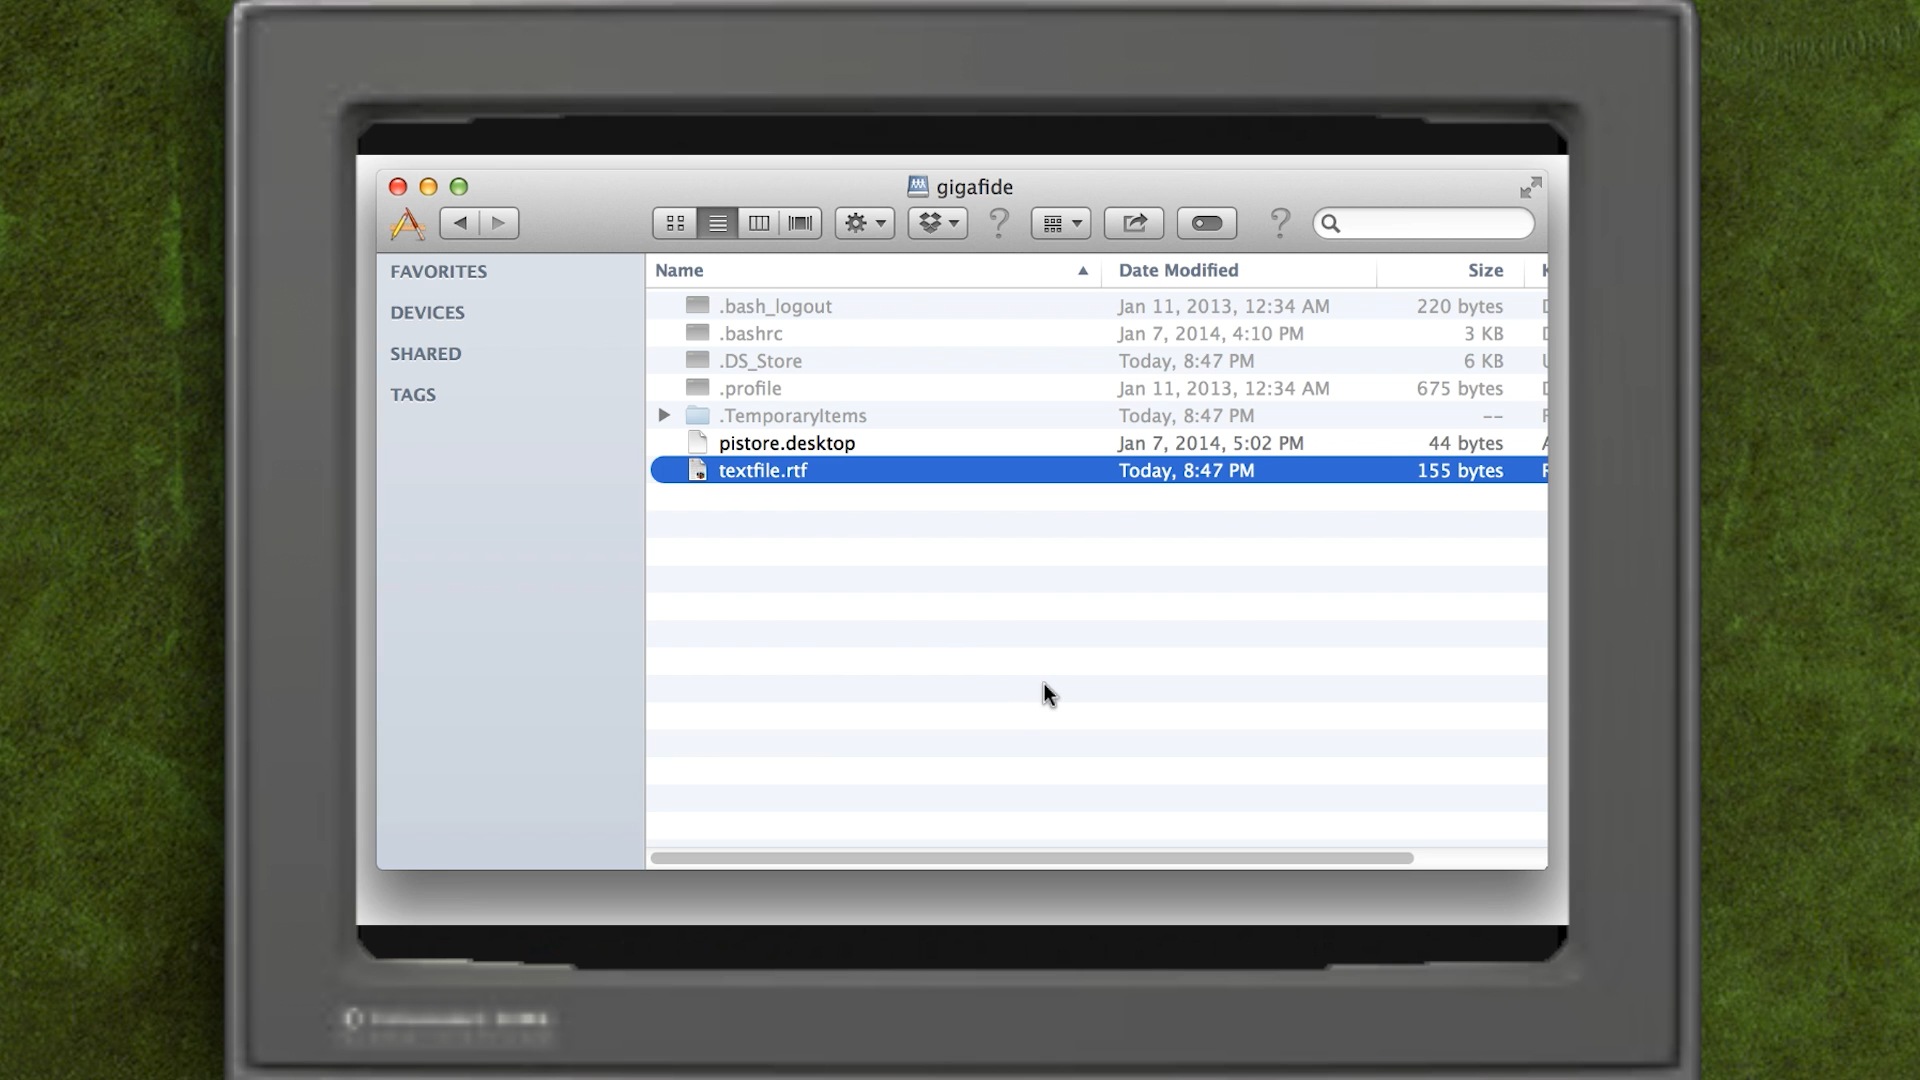 gigafide
? ?
FAVORITES
DEVICES
SHARED
TAGS
Name Date Modified Size
.bash_logout Jan 11, 2013, 12:34 AM 220 bytes
.bashrc Jan 7, 2014, 4:10 PM 3 KB
.DS_Store Today, 8:47 PM 6 KB
.profile Jan 11, 2013, 12:34 AM 675 bytes
.TemporaryItems Today, 8:47 PM --
pistore.desktop Jan 7, 2014, 5:02 PM 44 bytes
textfile.rtf Today, 8:47 PM 155 bytes